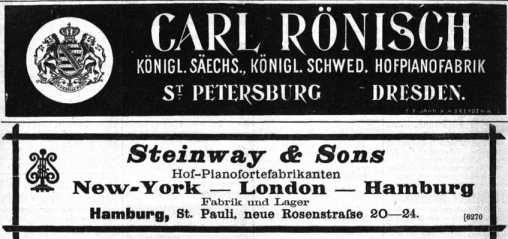 CARL RÖNISCH
KÖNIGL. SÄECHS., KÖNIGL. SCHWED. HOFPIANOFABRIK
ST PETERSBURG DRESDEN.
Steinway & Sons
Hof-Pianofortefabrikanten
New-York — London — Hamburg
Fabrik und Lager
Hamburg, St. Pauli, neue Rosenstraſse 20—24.
[6270